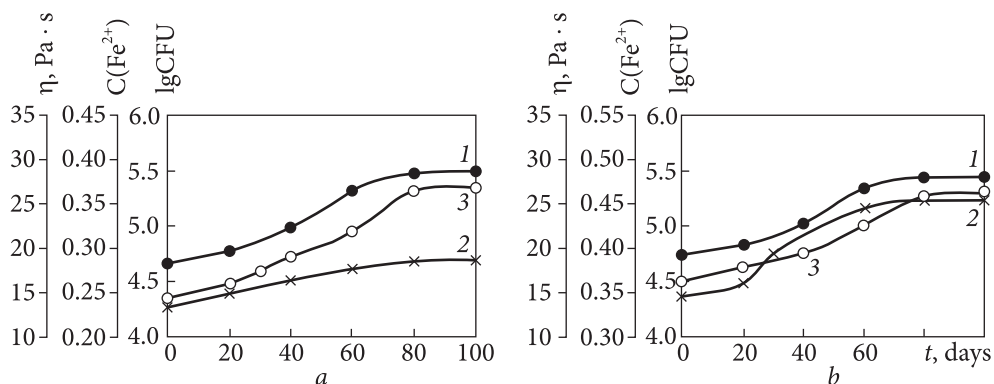 η, Pa · s C(Fe²⁺) lgCFU
35 0.45 6.0
30 0.40 5.5
25 0.35 5.0
20 0.30 4.5
15 0.25 4.0
10 0.20
1
3
2
0 20 40 60 80 100
a
η, Pa · s C(Fe²⁺) lgCFU
35 0.55 6.0
30 0.50 5.5
25 0.45 5.0
20 0.40 4.5
15 0.35 4.0
10 0.30
1
2
3
0 20 40 60 t, days
b